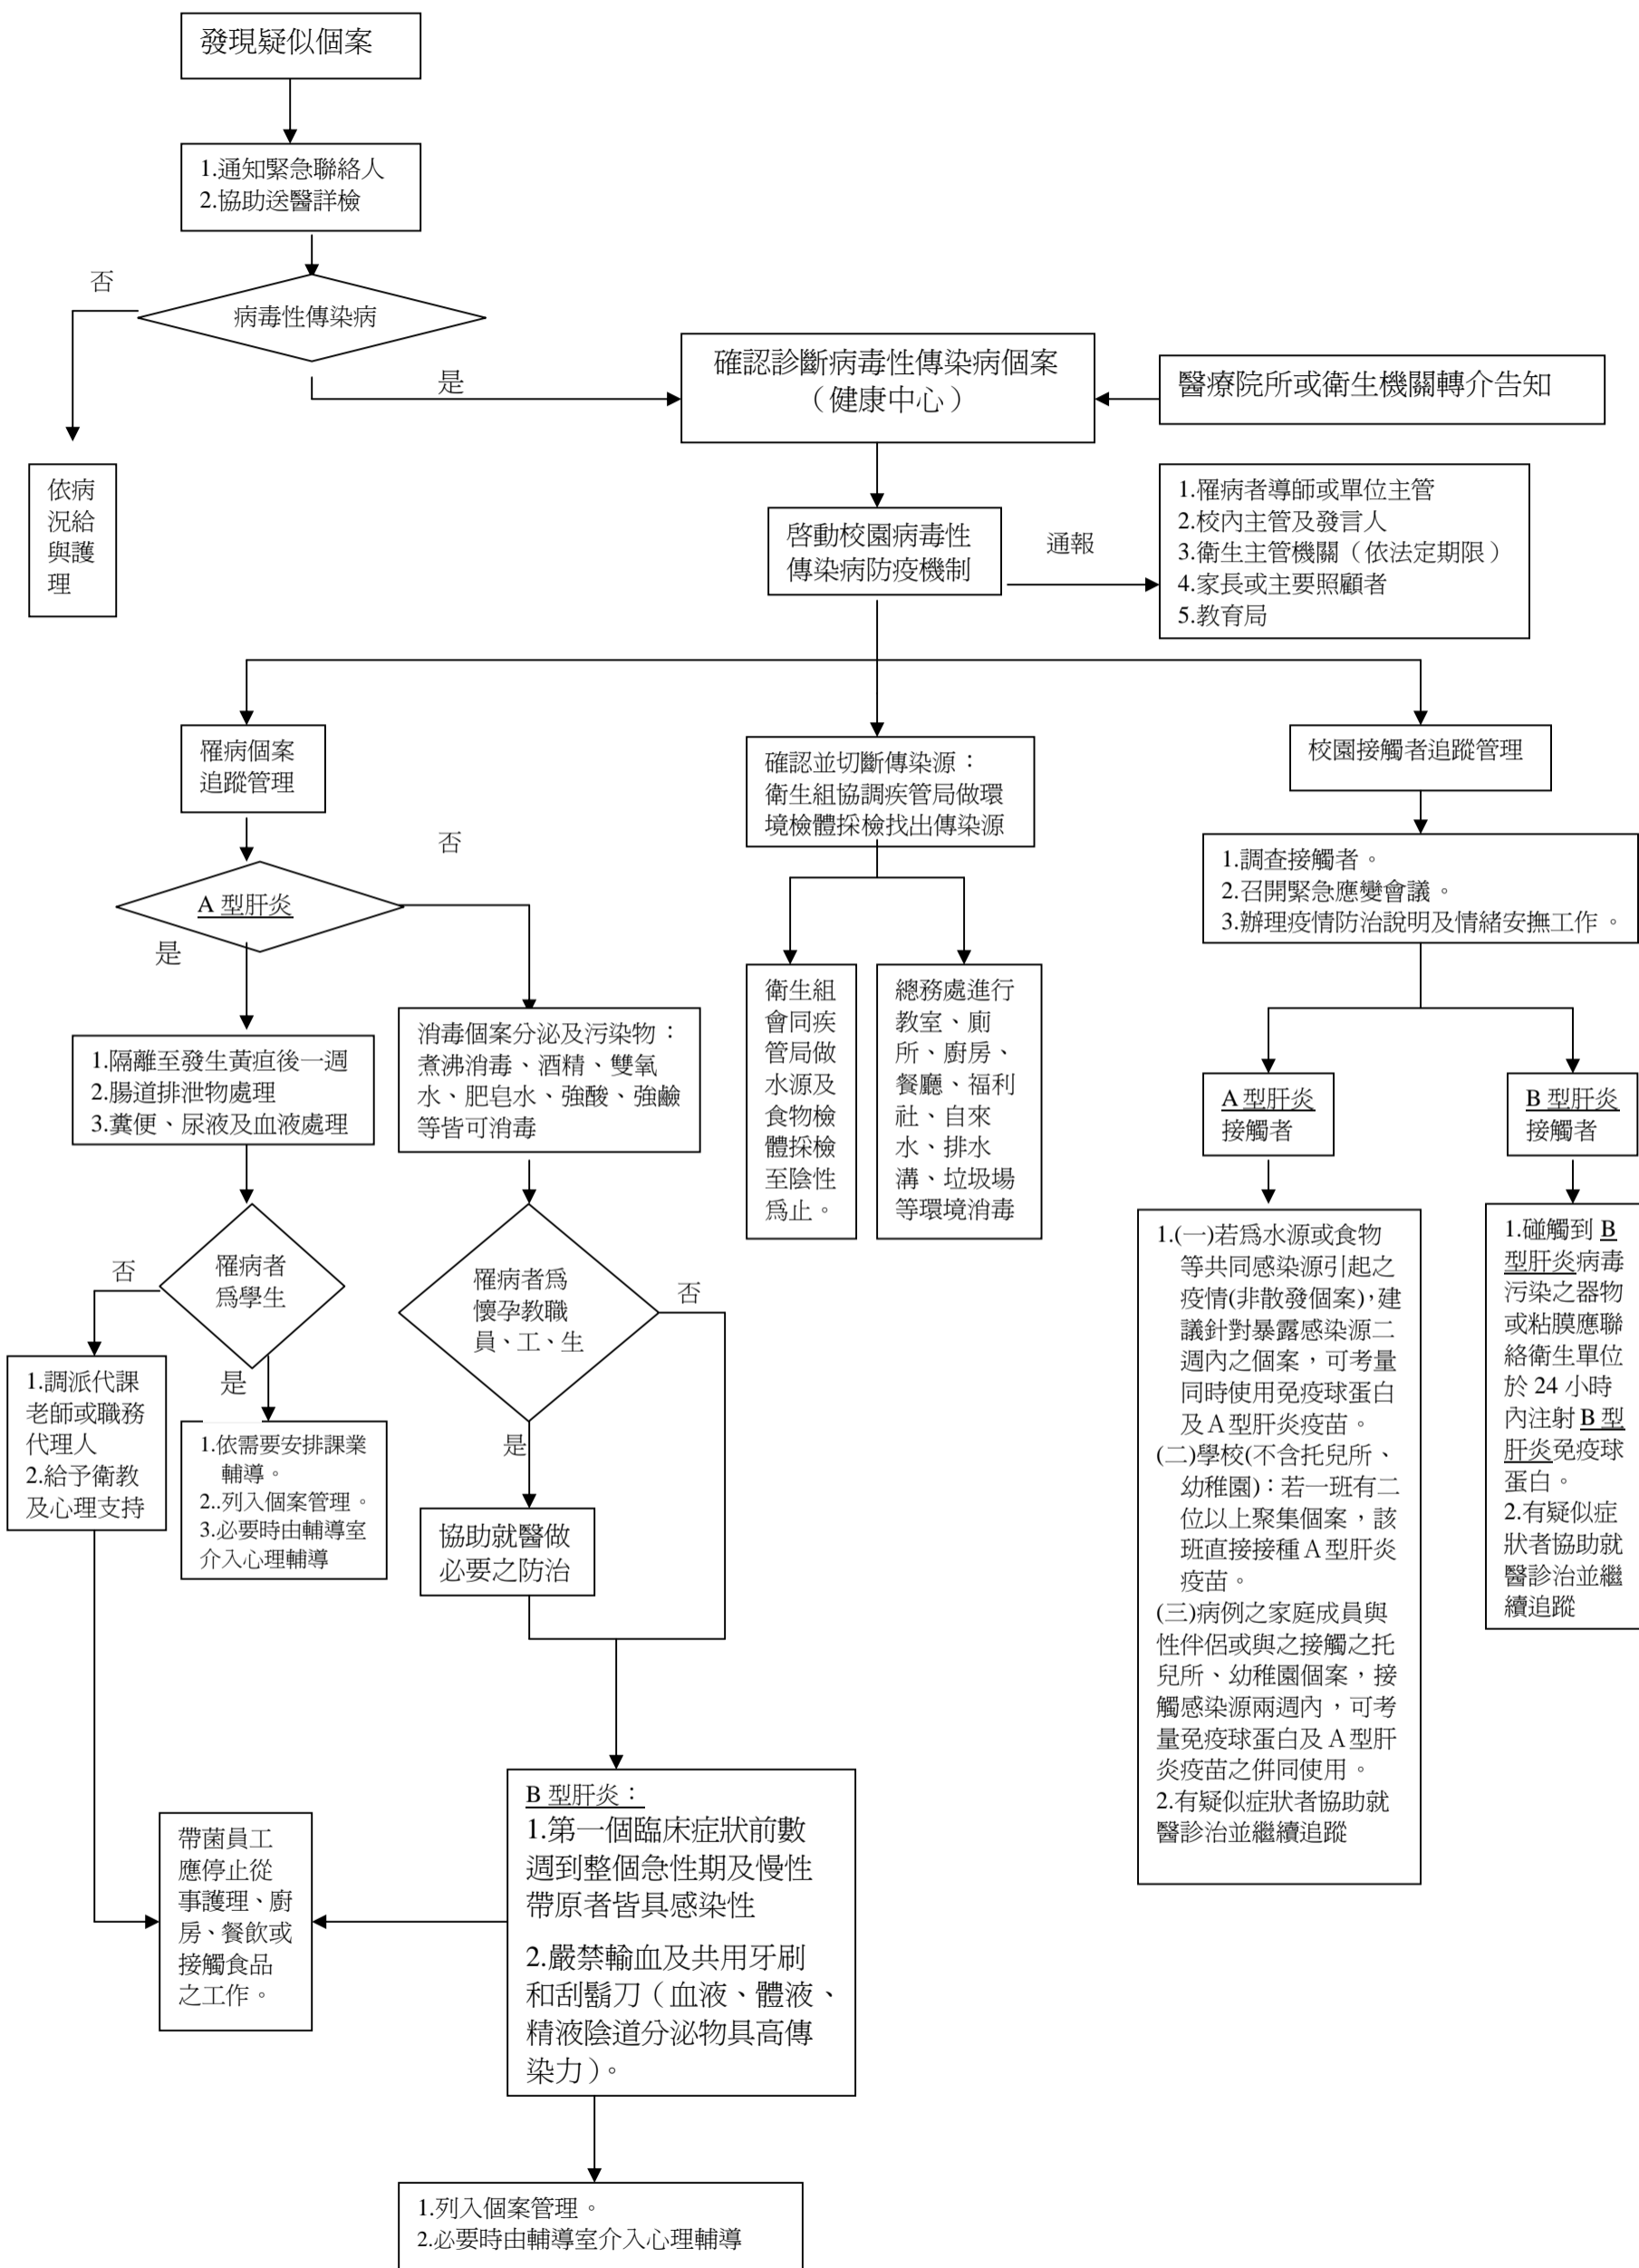 發現疑似個案
1.通知緊急聯絡人
2.協助送醫詳檢
否
病毒性傳染病
是
確認診斷病毒性傳染病個案
（健康中心）
醫療院所或衛生機關轉介告知
依病
況給
與護
理
啓動校園病毒性
傳染病防疫機制
通報
1.罹病者導師或單位主管
2.校內主管及發言人
3.衛生主管機關（依法定期限）
4.家長或主要照顧者
5.教育局
罹病個案
追蹤管理
確認並切斷傳染源：
衛生組協調疾管局做環
境檢體採檢找出傳染源
校園接觸者追蹤管理
否
A 型肝炎
是
1.調查接觸者。
2.召開緊急應變會議。
3.辦理疫情防治說明及情緒安撫工作。
1.隔離至發生黃疸後一週
2.腸道排泄物處理
3.糞便、尿液及血液處理
消毒個案分泌及污染物：
煮沸消毒、酒精、雙氧
水、肥皂水、強酸、強鹼
等皆可消毒
衛生組
會同疾
管局做
水源及
食物檢
體採檢
至陰性
爲止。
總務處進行
教室、廁
所、廚房、
餐廳、福利
社、自來
水、排水
溝、垃圾場
等環境消毒
A 型肝炎
接觸者
B 型肝炎
接觸者
否
罹病者
爲學生
是
罹病者爲
懷孕教職
員、工、生
否
是
1.調派代課
老師或職務
代理人
2.給予衛教
及心理支持
1.依需要安排課業
輔導。
2..列入個案管理。
3.必要時由輔導室
介入心理輔導
協助就醫做
必要之防治
1.(一)若爲水源或食物
等共同感染源引起之
疫情(非散發個案)，建
議針對暴露感染源二
週內之個案，可考量
同時使用免疫球蛋白
及Ａ型肝炎疫苗。
(二)學校(不含托兒所、
幼稚園)：若一班有二
位以上聚集個案，該
班直接接種Ａ型肝炎
疫苗。
(三)病例之家庭成員與
性伴侶或與之接觸之托
兒所、幼稚園個案，接
觸感染源兩週內，可考
量免疫球蛋白及Ａ型肝
炎疫苗之併同使用。
2.有疑似症狀者協助就
醫診治並繼續追蹤
1.碰觸到 B
型肝炎病毒
污染之器物
或粘膜應聯
絡衛生單位
於 24 小時
內注射 B 型
肝炎免疫球
蛋白。
2.有疑似症
狀者協助就
醫診治並繼
續追蹤
帶菌員工
應停止從
事護理、廚
房、餐飲或
接觸食品
之工作。
B 型肝炎：
1.第一個臨床症狀前數
週到整個急性期及慢性
帶原者皆具感染性
2.嚴禁輸血及共用牙刷
和刮鬍刀（血液、體液、
精液陰道分泌物具高傳
染力）。
1.列入個案管理。
2.必要時由輔導室介入心理輔導